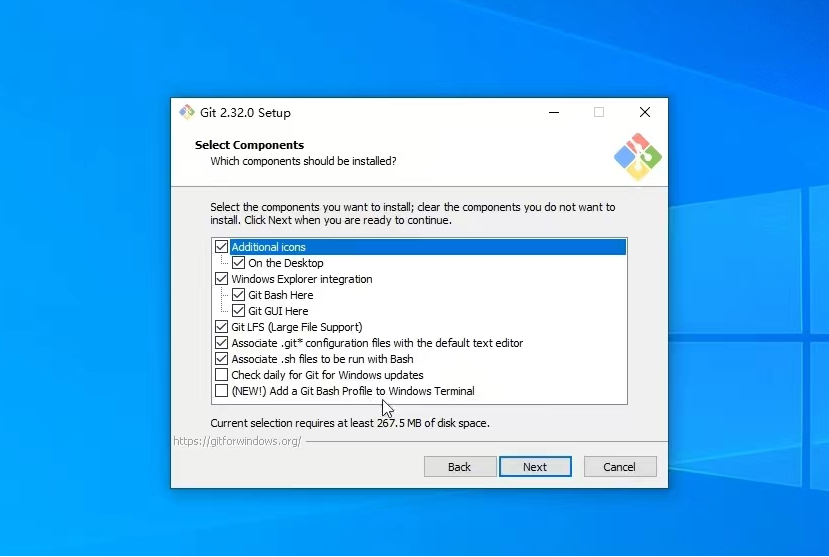 Git 2.32.0 Setup
Select Components
Which components should be installed?
Select the components you want to install; clear the components you do not want to
install. Click Next when you are ready to continue.
Additional icons
On the Desktop
Windows Explorer integration
Git Bash Here
Git GUI Here
Git LFS (Large File Support)
Associate .git* configuration files with the default text editor
Associate .sh files to be run with Bash
Check daily for Git for Windows updates
(NEW!) Add a Git Bash Profile to Windows Terminal
Current selection requires at least 267.5 MB of disk space.
https://gitforwindows.org/
Back Next Cancel